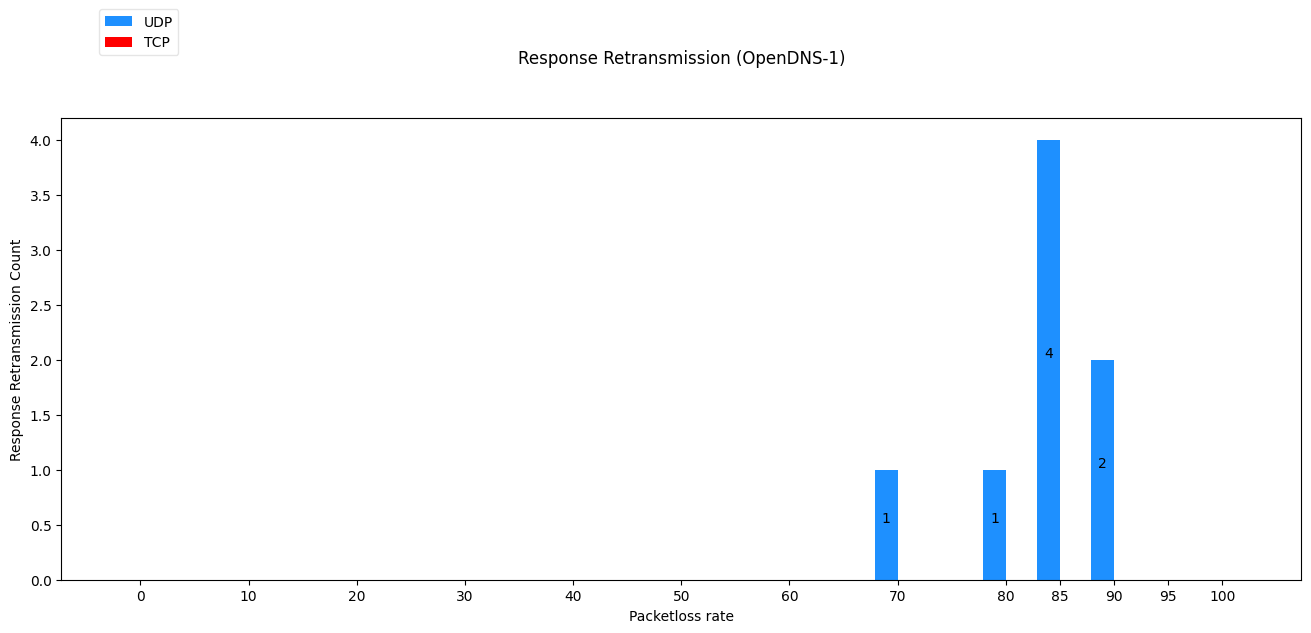 UDP
TCP
Response Retransmission (OpenDNS-1)
Response Retransmission Count
4.0
3.5
3.0
2.5
2.0
1.5
1.0
0.5
0.0
1
1
4
2
0 10 20 30 40 50 60 70 80 85 90 95 100
Packetloss rate